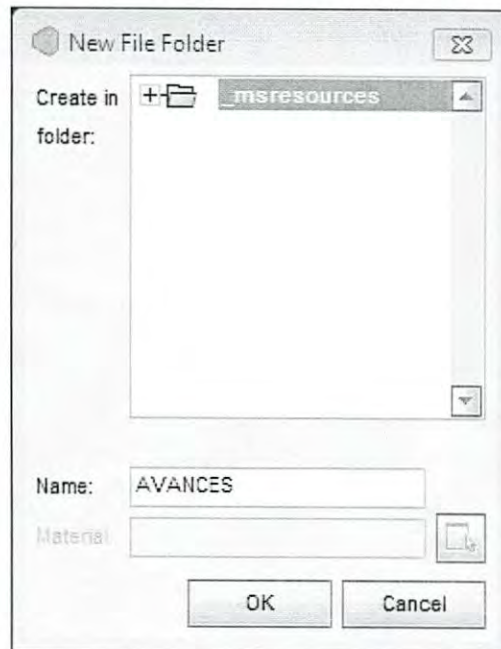 New File Folder
Create in
folder:
_msresources
Name: AVANCES
Material
OK Cancel